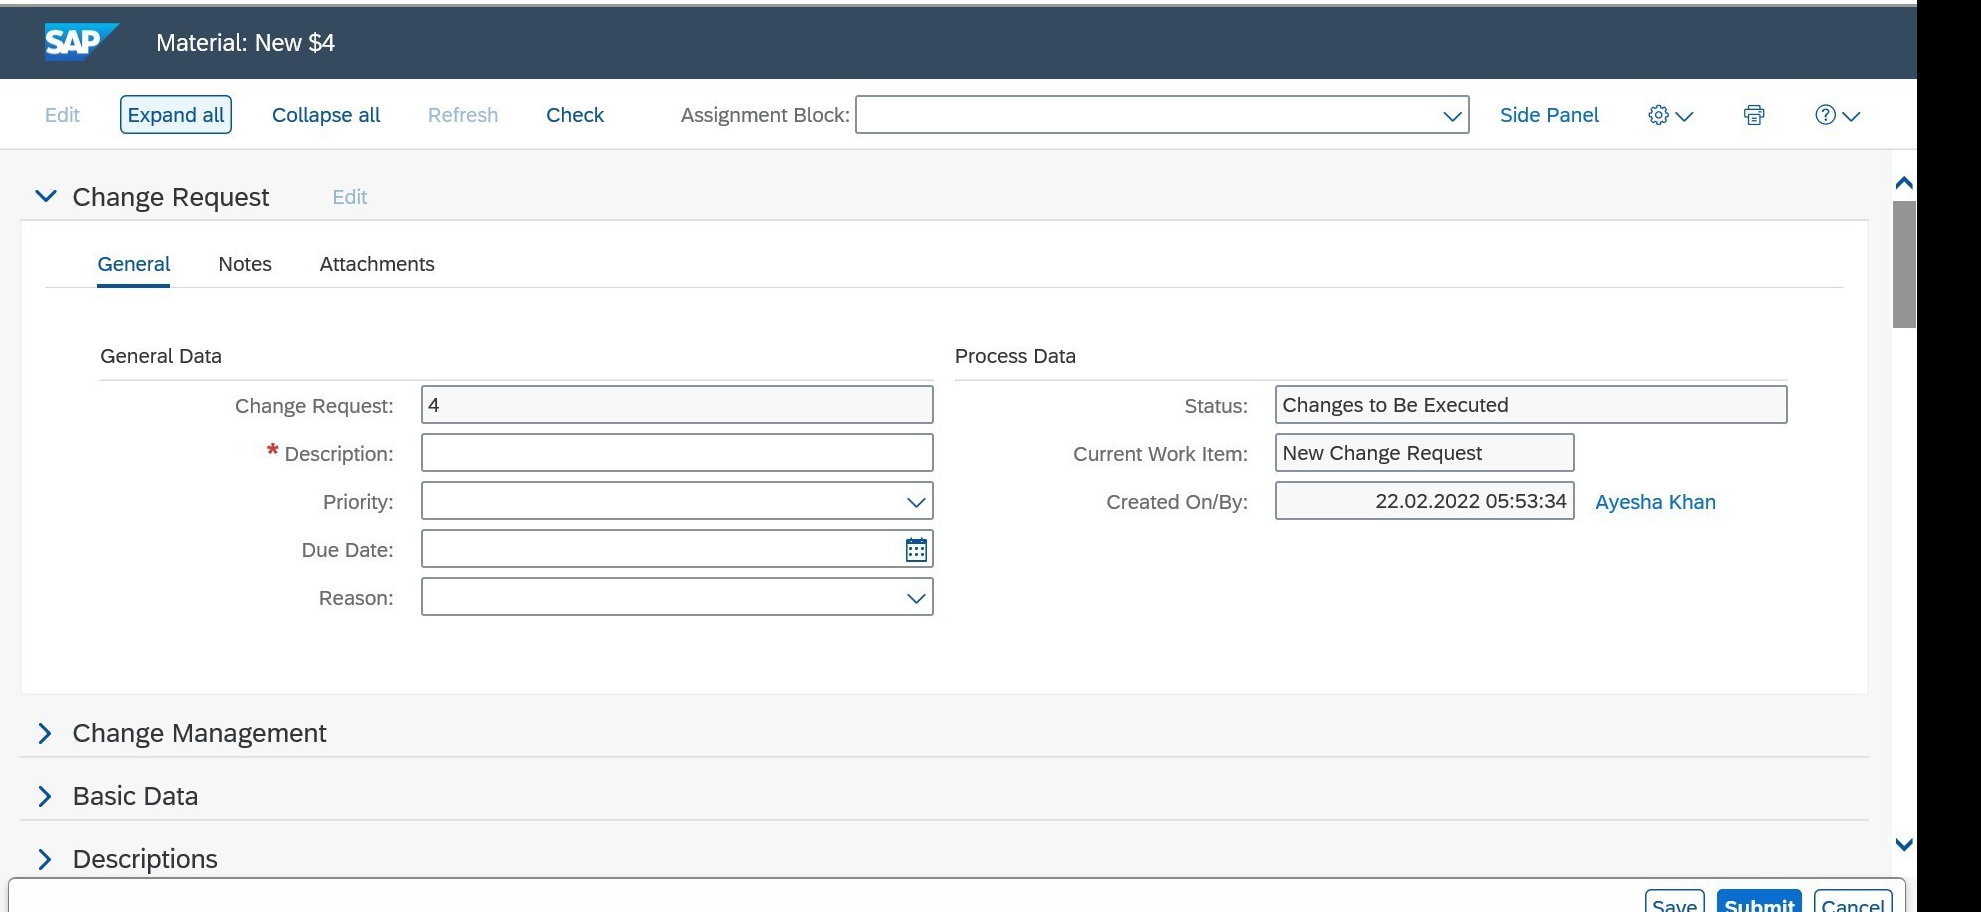 SAP Material: New $4
Edit Expand all Collapse all Refresh Check Assignment Block: Side Panel
Change Request Edit
General Notes Attachments
General Data
Change Request: 4
* Description:
Priority:
Due Date:
Reason:
Process Data
Status: Changes to Be Executed
Current Work Item: New Change Request
Created On/By: 22.02.2022 05:53:34 Ayesha Khan
Change Management
Basic Data
Descriptions
Save Submit Cancel